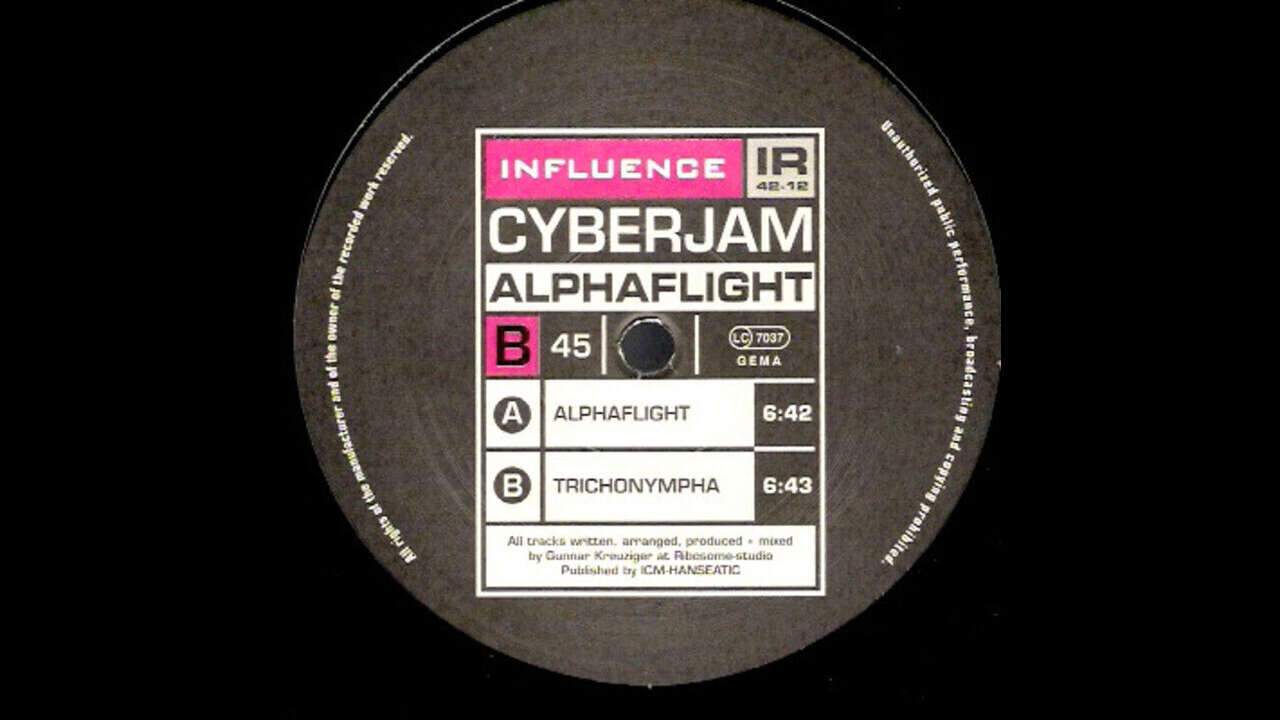 INFLUENCE
IR
42-12
CYBERJAM
ALPHAFLIGHT
B
45
LC 7037
GEMA
A ALPHAFLIGHT 6:42
B TRICHONYMPHA 6:43
All tracks written, arranged, produced + mixed
by Gunnar Kreuziger at Ribosome-studio
Published by ICM-HANSEATIC
All rights of the manufacturer and of the owner of the recorded work reserved.
Unauthorized public performance, broadcasting and copying prohibited.